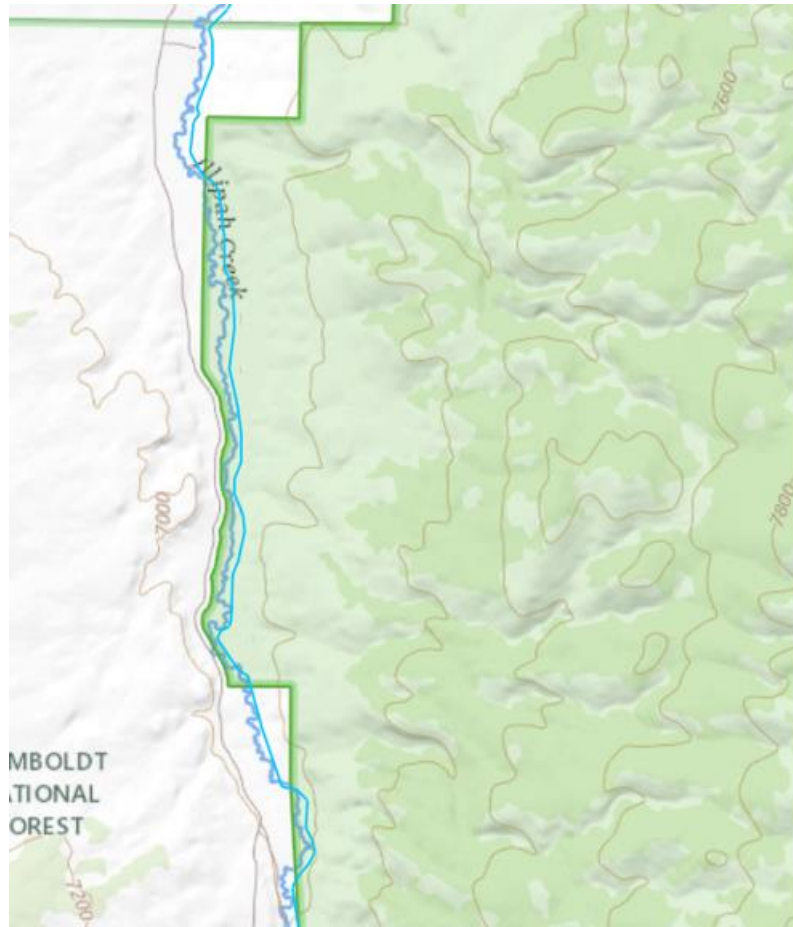 7600
Illipah Creek
7000
7800
MBOLDT
ATIONAL
OREST
7200